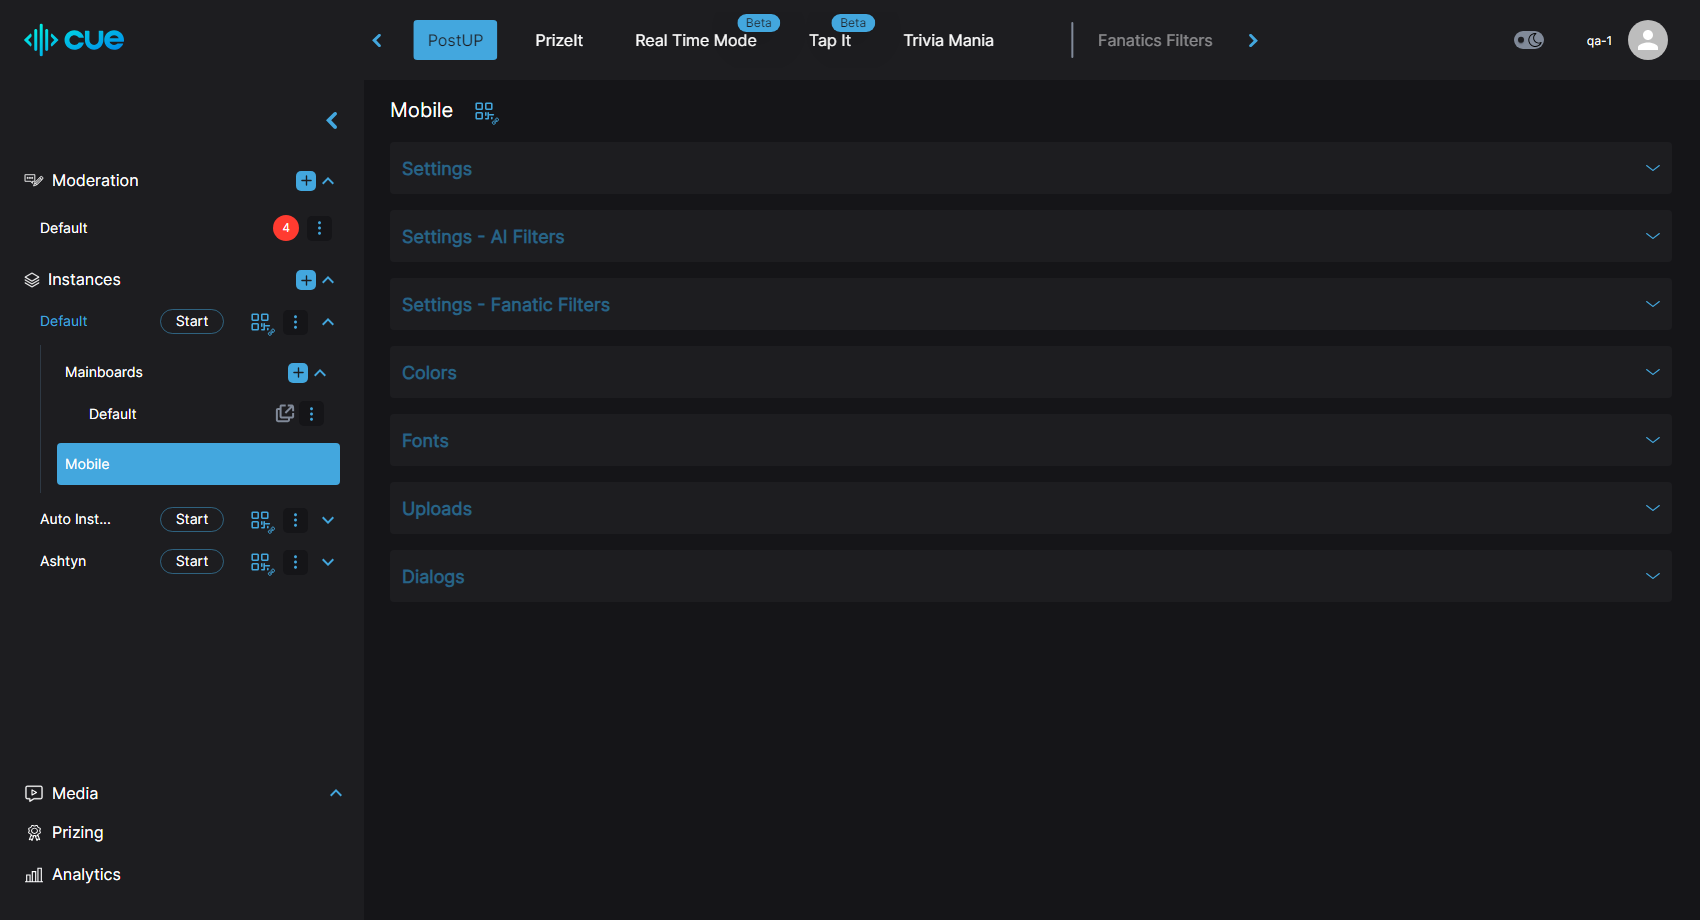 cue
PostUP
PrizeIt
Real Time Mode
Beta
Tap It
Beta
Trivia Mania
Fanatics Filters
qa-1
Moderation
Default
4
Instances
Default
Start
Mainboards
Default
Mobile
Auto Inst...
Start
Ashtyn
Start
Media
Prizing
Analytics
Mobile
Settings
Settings - AI Filters
Settings - Fanatic Filters
Colors
Fonts
Uploads
Dialogs